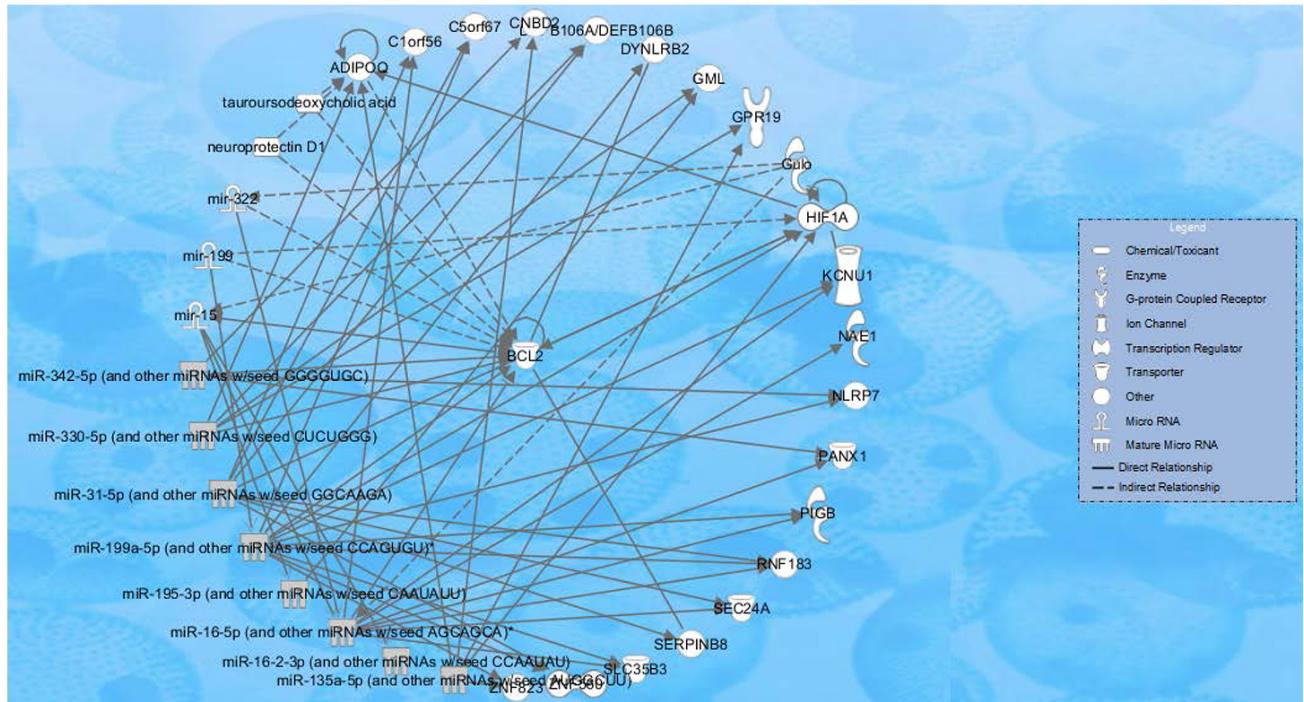 C5orf67
CNBD2
B106A/DEFB106B
C1orf56
DYNLRB2
ADIPOQ
GML
tauroursodeoxycholic acid
GPR19
neuroprotectin D1
Gulo
mir-322
HIF1A
mir-199
KCNU1
mir-15
NAE1
BCL2
miR-342-5p (and other miRNAs w/seed GGGGUGC)
NLRP7
miR-330-5p (and other miRNAs w/seed CUCUGGG)
PANX1
miR-31-5p (and other miRNAs w/seed GGCAAGA)
PIGB
miR-199a-5p (and other miRNAs w/seed CCAGUGU)*
RNF183
miR-195-3p (and other miRNAs w/seed CAAUAUU)
SEC24A
miR-16-5p (and other miRNAs w/seed AGCAGCA)*
SERPINB8
miR-16-2-3p (and other miRNAs w/seed CCAAUAU)
SLC35B3
miR-135a-5p (and other miRNAs w/seed AUGGCUU)
ZNF823
Legend
Chemical/Toxicant
Enzyme
G-protein Coupled Receptor
Ion Channel
Transcription Regulator
Transporter
Other
Micro RNA
Mature Micro RNA
Direct Relationship
Indirect Relationship